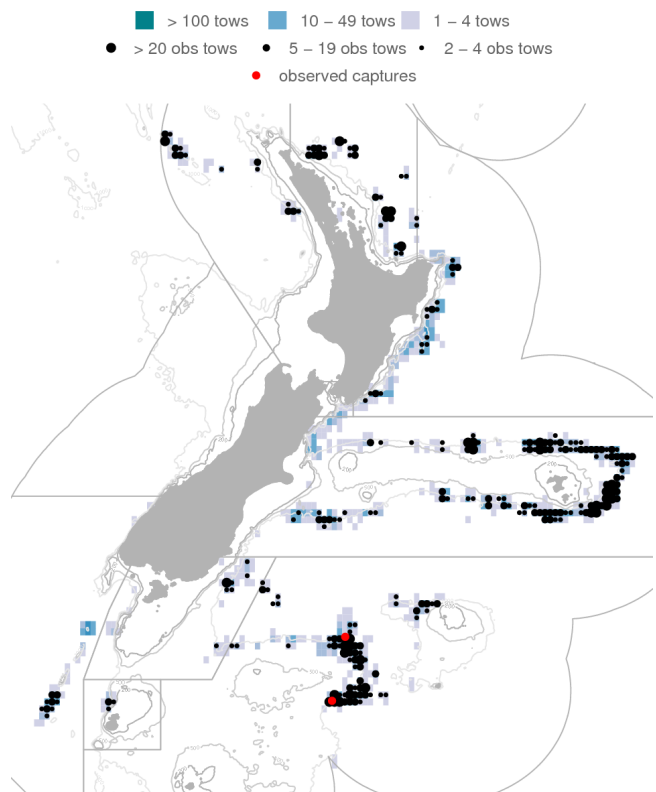 > 100 tows 10 – 49 tows 1 – 4 tows
> 20 obs tows 5 – 19 obs tows 2 – 4 obs tows
observed captures